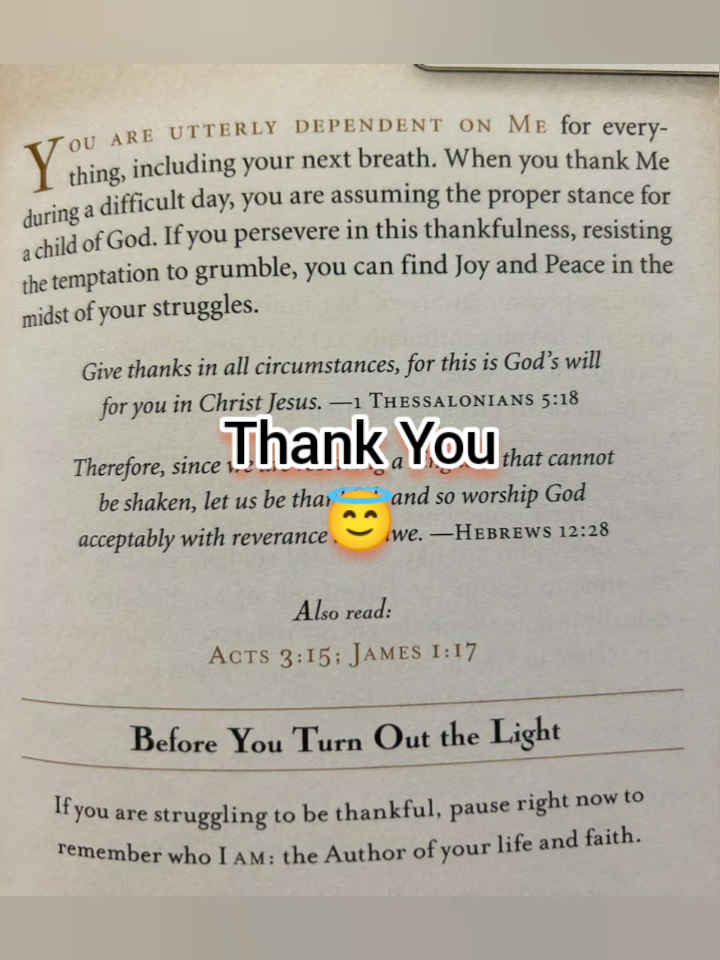 YOU ARE UTTERLY DEPENDENT ON ME for every-
thing, including your next breath. When you thank Me
during a difficult day, you are assuming the proper stance for
a child of God. If you persevere in this thankfulness, resisting
the temptation to grumble, you can find Joy and Peace in the
midst of your struggles.
Give thanks in all circumstances, for this is God's will
for you in Christ Jesus. —1 THESSALONIANS 5:18
Thank You
Therefore, since a that cannot
be shaken, let us be and so worship God
acceptably with reverance —HEBREWS 12:28
Also read:
ACTS 3:15; JAMES 1:17
Before You Turn Out the Light
If you are struggling to be thankful, pause right now to
remember who I AM: the Author of your life and faith.